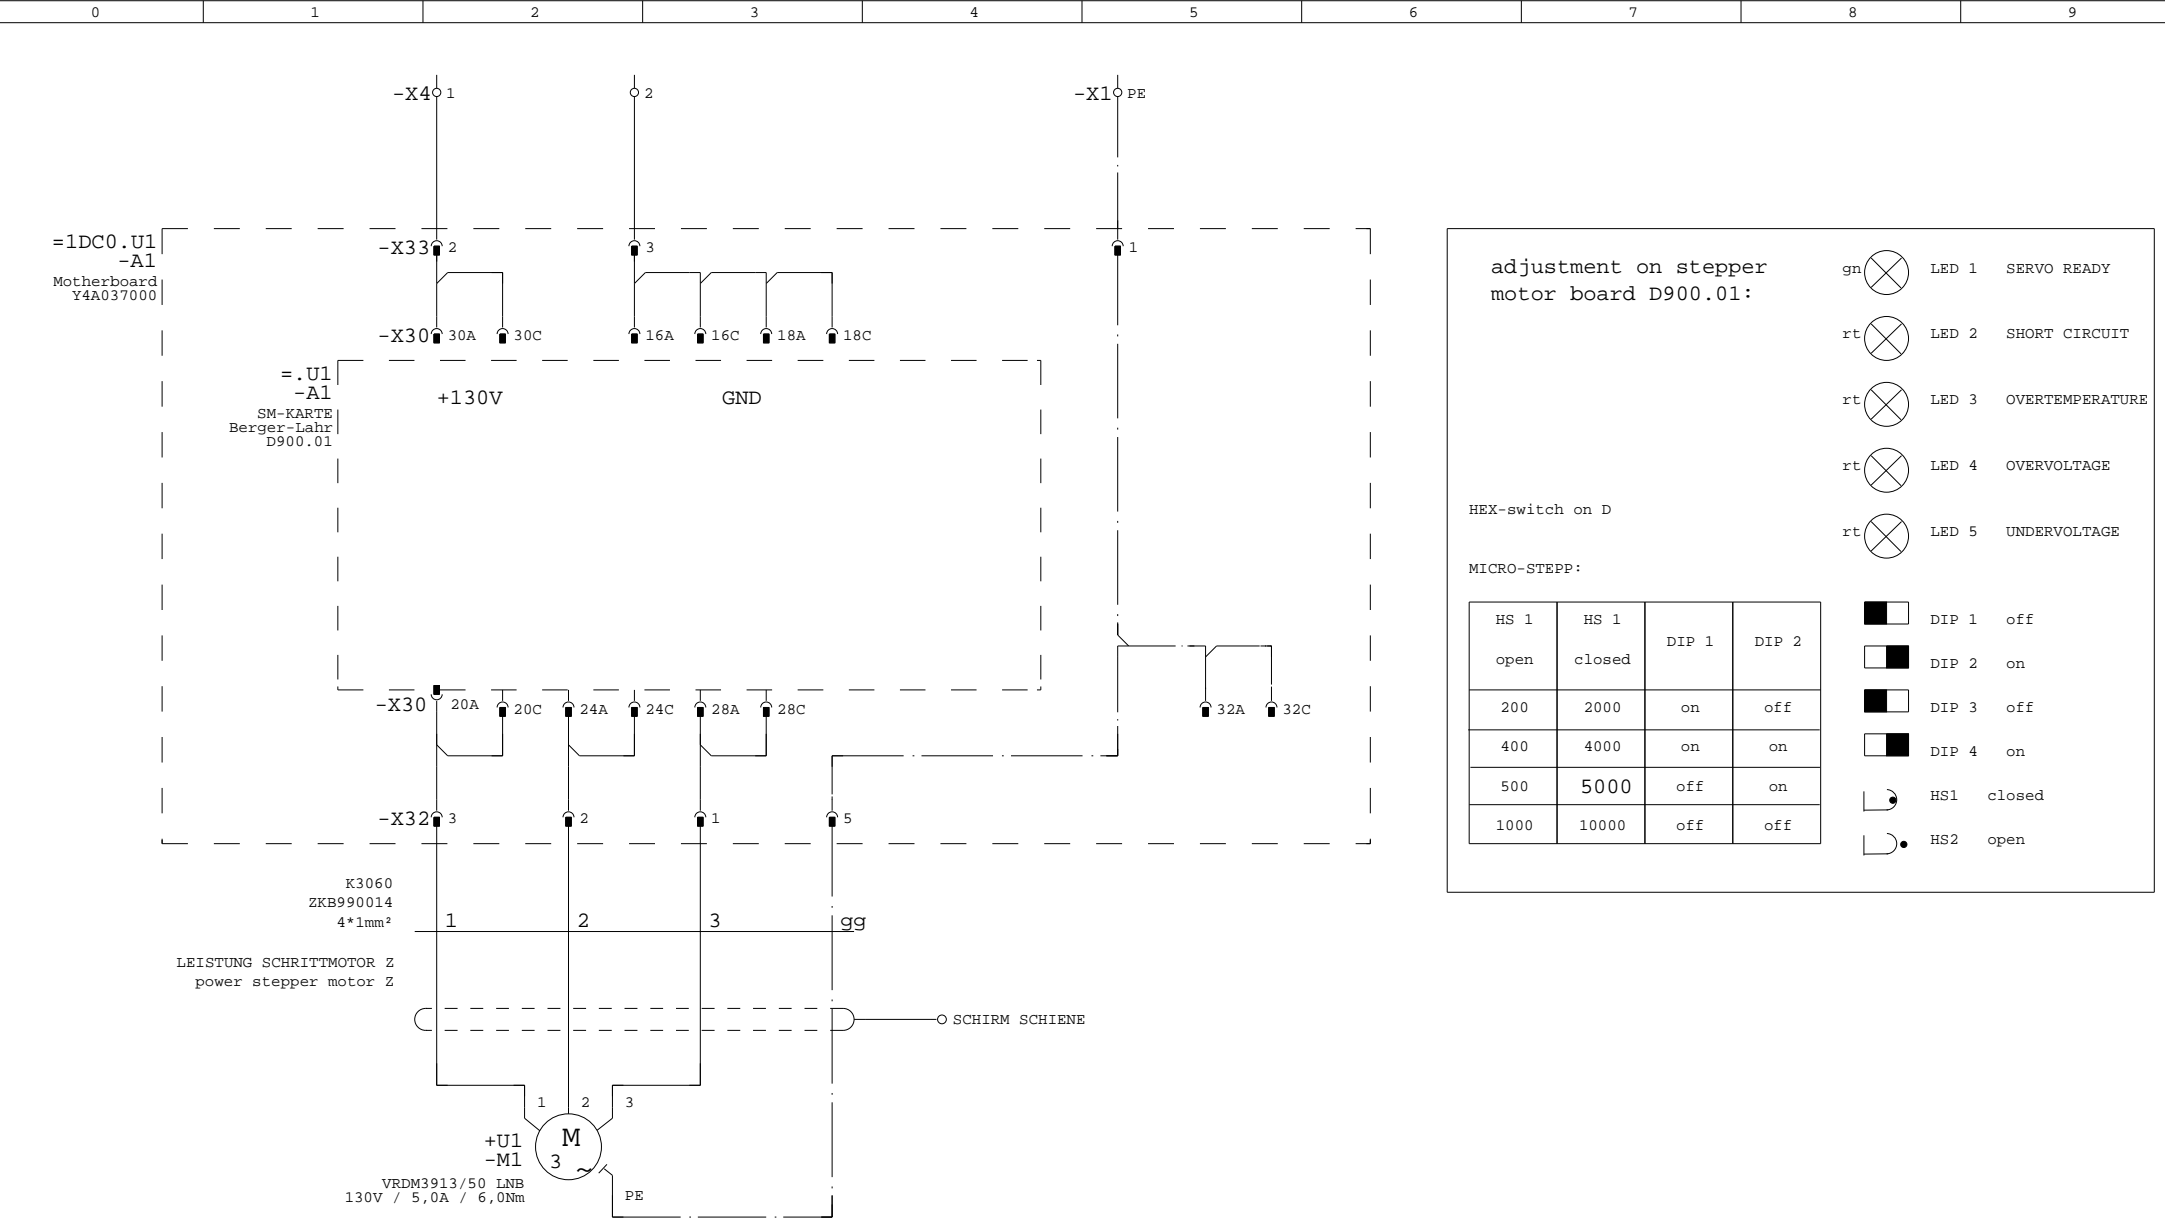 0 1 2 3 4 5 6 7 8 9
-X4 1 2 -X1 PE
=1DC0.U1
-A1
Motherboard
Y4A037000
-X33 2 3 1
-X30 30A 30C 16A 16C 18A 18C
=.U1
-A1
SM-KARTE
Berger-Lahr
D900.01
+130V GND
-X30 20A 20C 24A 24C 28A 28C 32A 32C
-X32 3 2 1 5
K3060
ZKB990014
4*1mm²
1 2 3 gg
LEISTUNG SCHRITTMOTOR Z
power stepper motor Z
SCHIRM SCHIENE
1 2 3
+U1
-M1
M
3 ~
VRDM3913/50 LNB
130V / 5,0A / 6,0Nm
PE
adjustment on stepper
motor board D900.01:
HEX-switch on D
MICRO-STEPP:
HS 1 open HS 1 closed DIP 1 DIP 2
200 2000 on off
400 4000 on on
500 5000 off on
1000 10000 off off
gn LED 1 SERVO READY
rt LED 2 SHORT CIRCUIT
rt LED 3 OVERTEMPERATURE
rt LED 4 OVERVOLTAGE
rt LED 5 UNDERVOLTAGE
DIP 1 off
DIP 2 on
DIP 3 off
DIP 4 on
HS1 closed
HS2 open